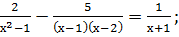 2/(x²−1) − 5/((x−1)(x−2)) = 1/(x+1);